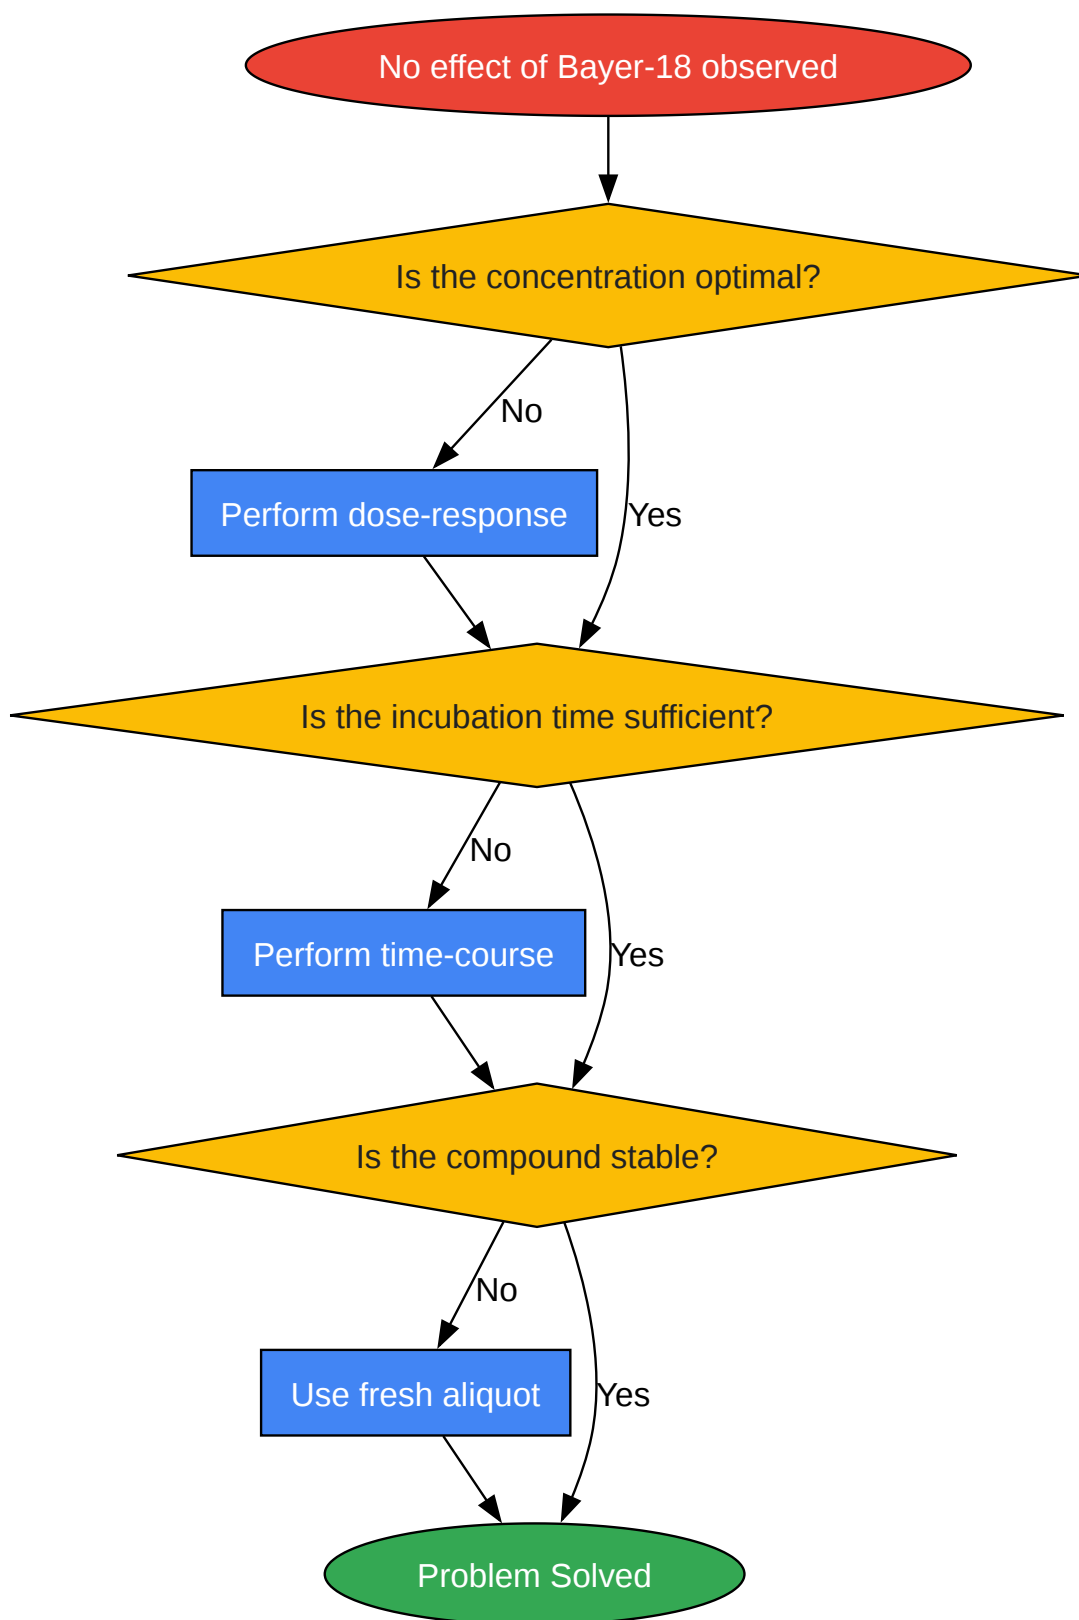 No effect of Bayer-18 observed
Is the concentration optimal?
No
Perform dose-response
Yes
Is the incubation time sufficient?
No
Perform time-course
Yes
Is the compound stable?
No
Use fresh aliquot
Yes
Problem Solved